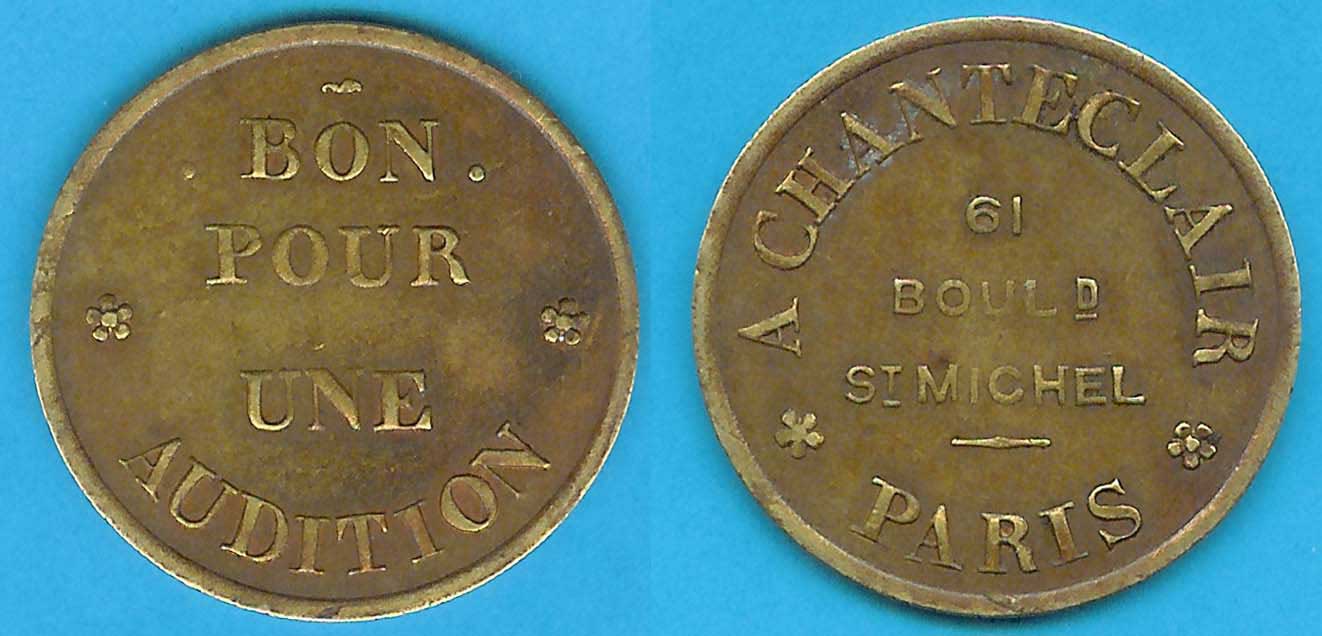 BON
POUR
UNE
AUDITION
A CHANTECLAIR
61
BOULD
ST MICHEL
PARIS